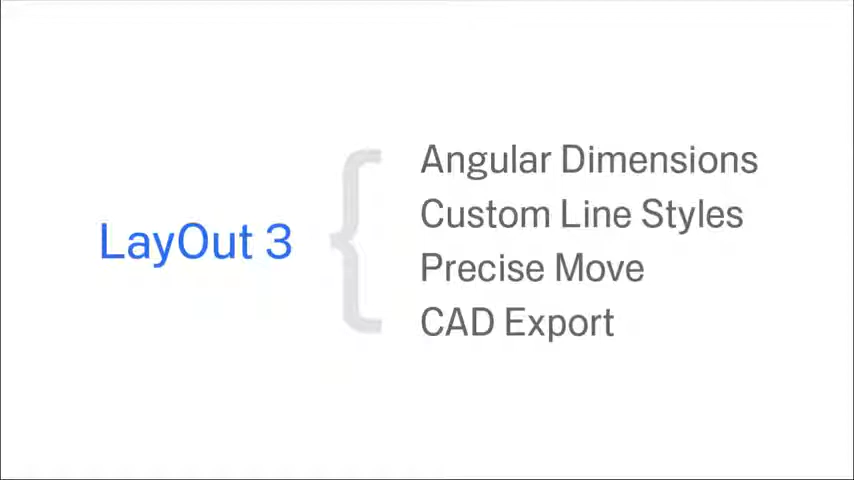 LayOut 3
Angular Dimensions
Custom Line Styles
Precise Move
CAD Export